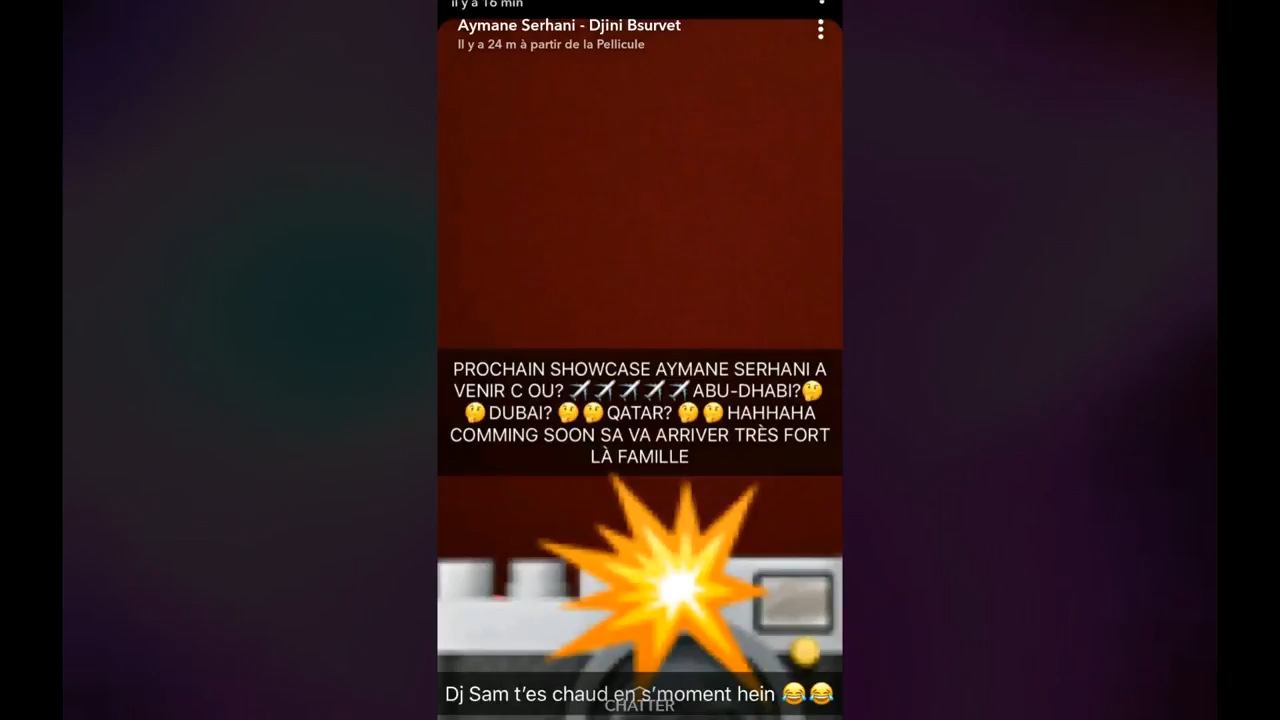 il y a 16 min
Aymane Serhani - Djini Bsurvet
Il y a 24 m à partir de la Pellicule
PROCHAIN SHOWCASE AYMANE SERHANI A
VENIR C OU? ✈️✈️✈️✈️✈️ABU-DHABI?🤔
🤔DUBAI? 🤔🤔QATAR? 🤔🤔HAHHAHA
COMMING SOON SA VA ARRIVER TRÈS FORT
LÀ FAMILLE
Dj Sam t’es chaud en s’moment hein 😂😂
CHATTER